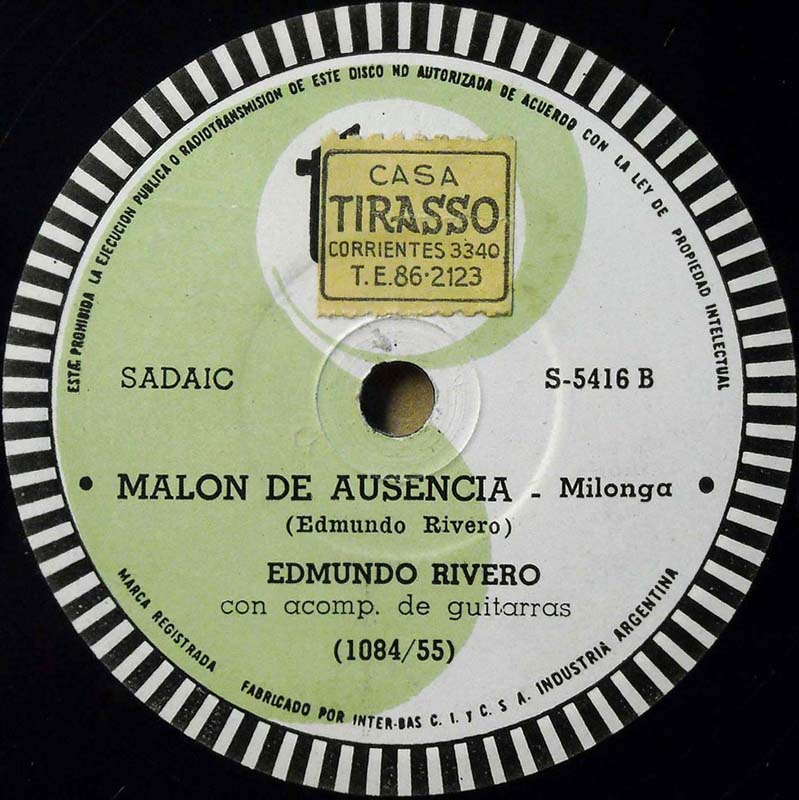 ESTA PROHIBIDA LA EJECUCION PUBLICA O RADIOTRANSMISION DE ESTE DISCO NO AUTORIZADA DE ACUERDO CON LA LEY DE PROPIEDAD INTELECTUAL
CASA
TIRASSO
CORRIENTES 3340
T.E. 86-2123
SADAIC
S-5416 B
• MALON DE AUSENCIA - Milonga •
(Edmundo Rivero)
EDMUNDO RIVERO
con acomp. de guitarras
(1084/55)
MARCA REGISTRADA
FABRICADO POR INTER-BAS C. I. y C. S A. INDUSTRIA ARGENTINA